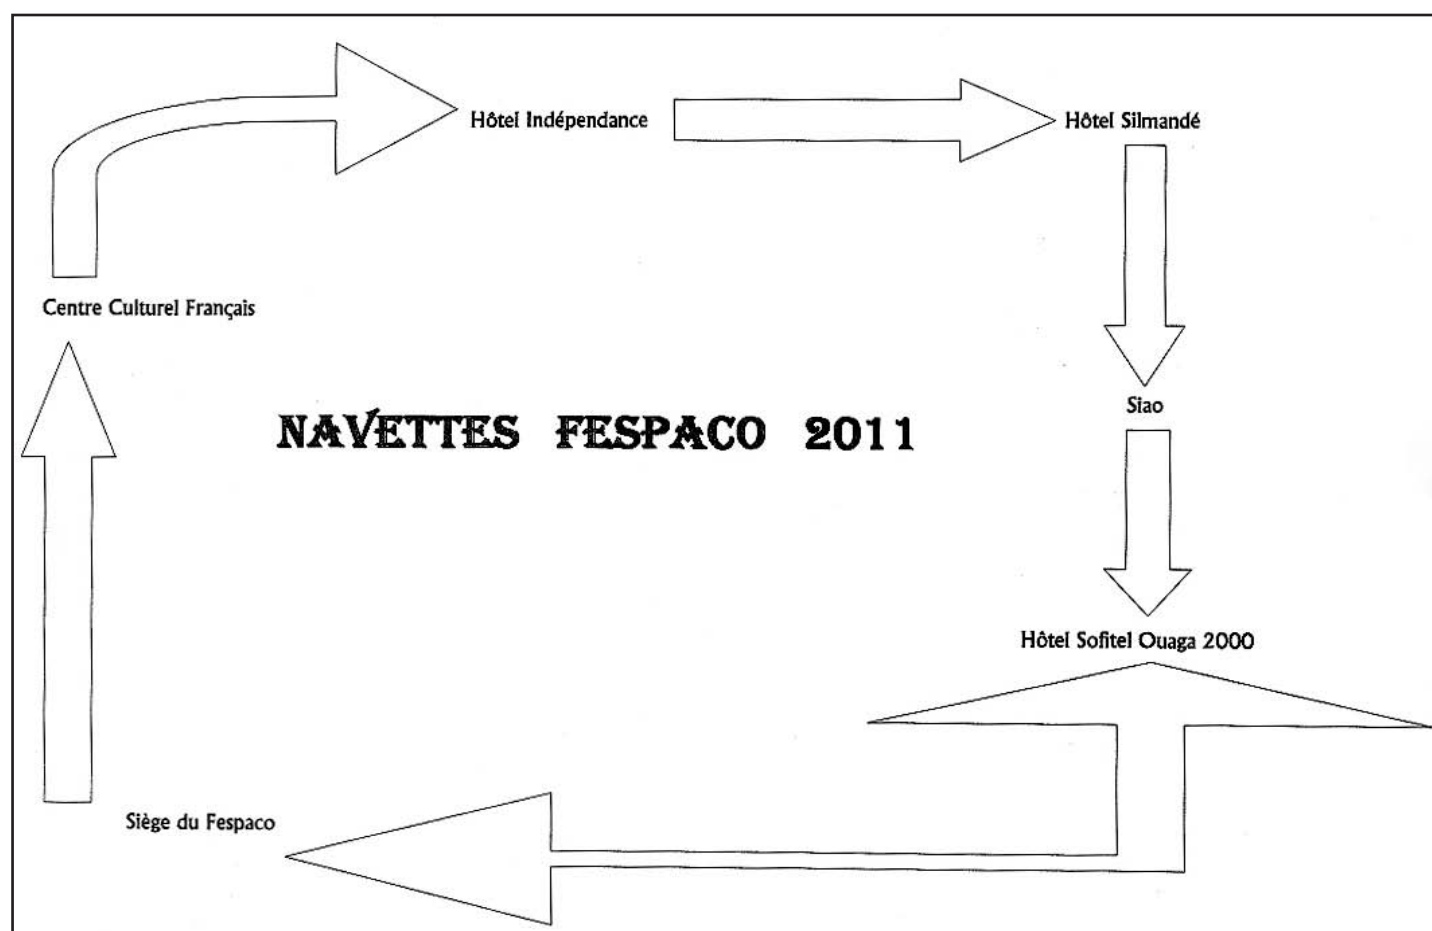 Hôtel Indépendance
Hôtel Silmandé
Centre Culturel Français
Siao
NAVETTES FESPACO 2011
Hôtel Sofitel Ouaga 2000
Siège du Fespaco